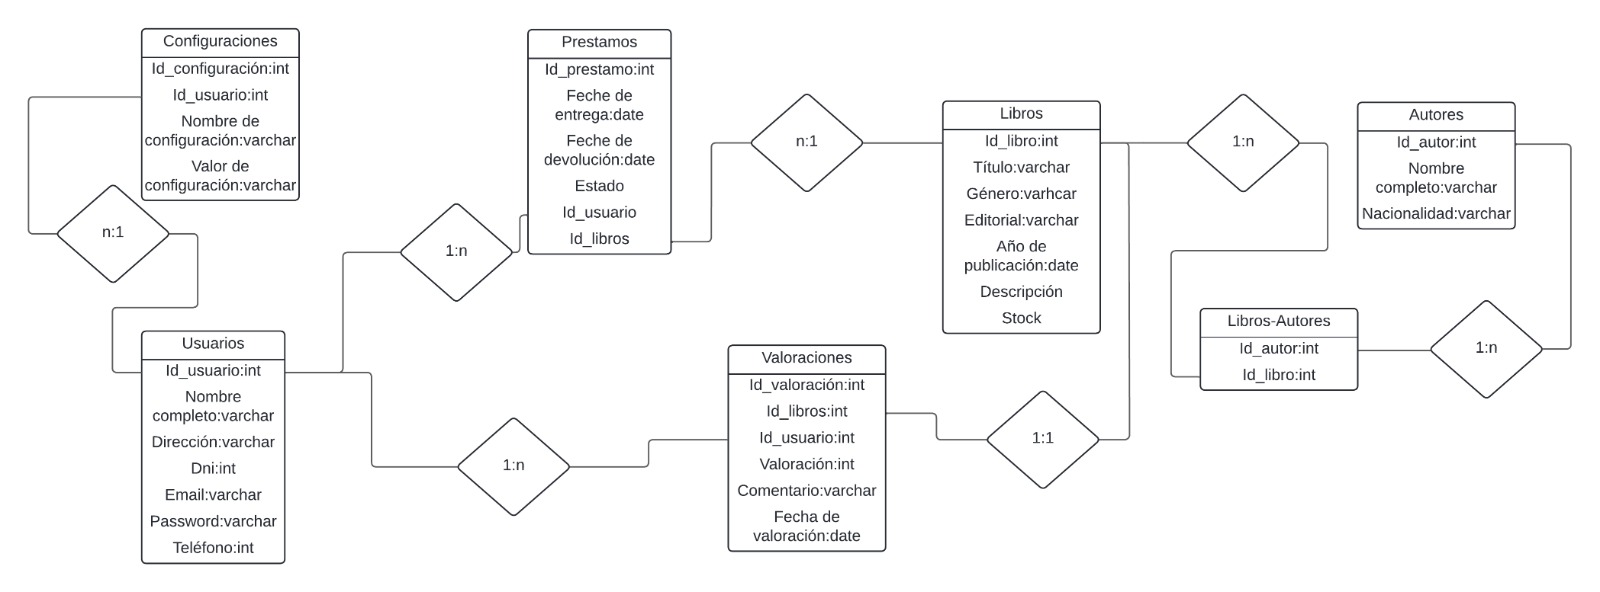 Configuraciones
Id_configuración:int
Id_usuario:int
Nombre de
configuración:varchar
Valor de
configuración:varchar
n:1
Usuarios
Id_usuario:int
Nombre
completo:varchar
Dirección:varchar
Dni:int
Email:varchar
Password:varchar
Teléfono:int
1:n
1:n
Prestamos
Id_prestamo:int
Feche de
entrega:date
Feche de
devolución:date
Estado
Id_usuario
Id_libros
n:1
Valoraciones
Id_valoración:int
Id_libros:int
Id_usuario:int
Valoración:int
Comentario:varchar
Fecha de
valoración:date
1:1
Libros
Id_libro:int
Título:varchar
Género:varhcar
Editorial:varchar
Año de
publicación:date
Descripción
Stock
1:n
Libros-Autores
Id_autor:int
Id_libro:int
1:n
Autores
Id_autor:int
Nombre
completo:varchar
Nacionalidad:varchar